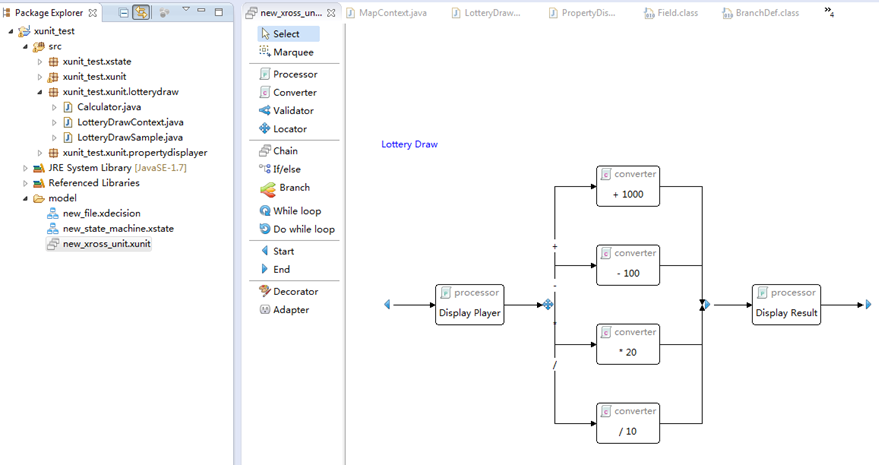 Package Explorer
xunit_test
src
xunit_test.xstate
xunit_test.xunit
xunit_test.xunit.lotterydraw
Calculator.java
LotteryDrawContext.java
LotteryDrawSample.java
xunit_test.xunit.propertydisplayer
JRE System Library [JavaSE-1.7]
Referenced Libraries
model
new_file.xdecision
new_state_machine.xstate
new_xross_unit.xunit
new_xross_un... MapContext.java LotteryDraw... PropertyDis... Field.class BranchDef.class »4
Select
Marquee
Processor
Converter
Validator
Locator
Chain
If/else
Branch
While loop
Do while loop
Start
End
Decorator
Adapter
Lottery Draw
processor
Display Player
+
-
*
/
converter
+ 1000
converter
- 100
converter
* 20
converter
/ 10
processor
Display Result